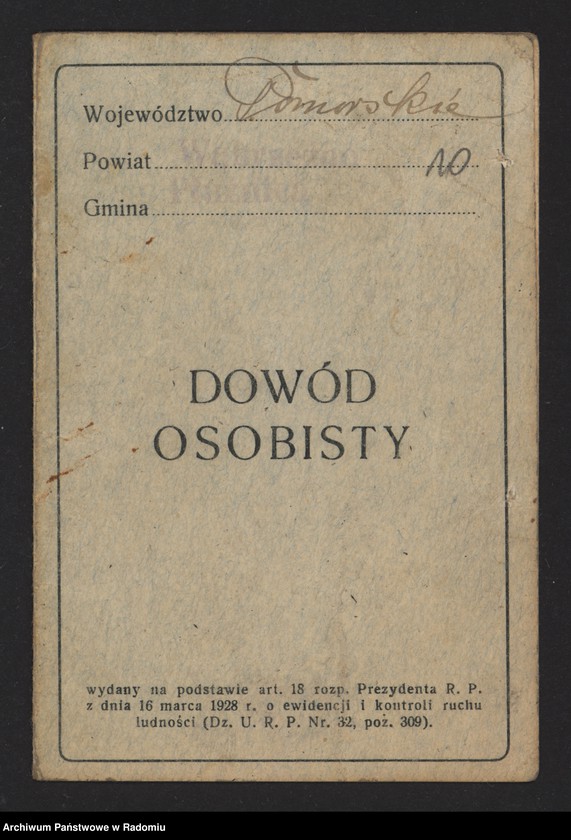 Województwo Pomorskie
Powiat
Gmina
10
DOWÓD
OSOBISTY
wydany na podstawie art. 18 rozp. Prezydenta R. P.
z dnia 16 marca 1928 r. o ewidencji i kontroli ruchu
ludności (Dz. U. R. P. Nr. 32, poz. 309).
Archiwum Państwowe w Radomiu